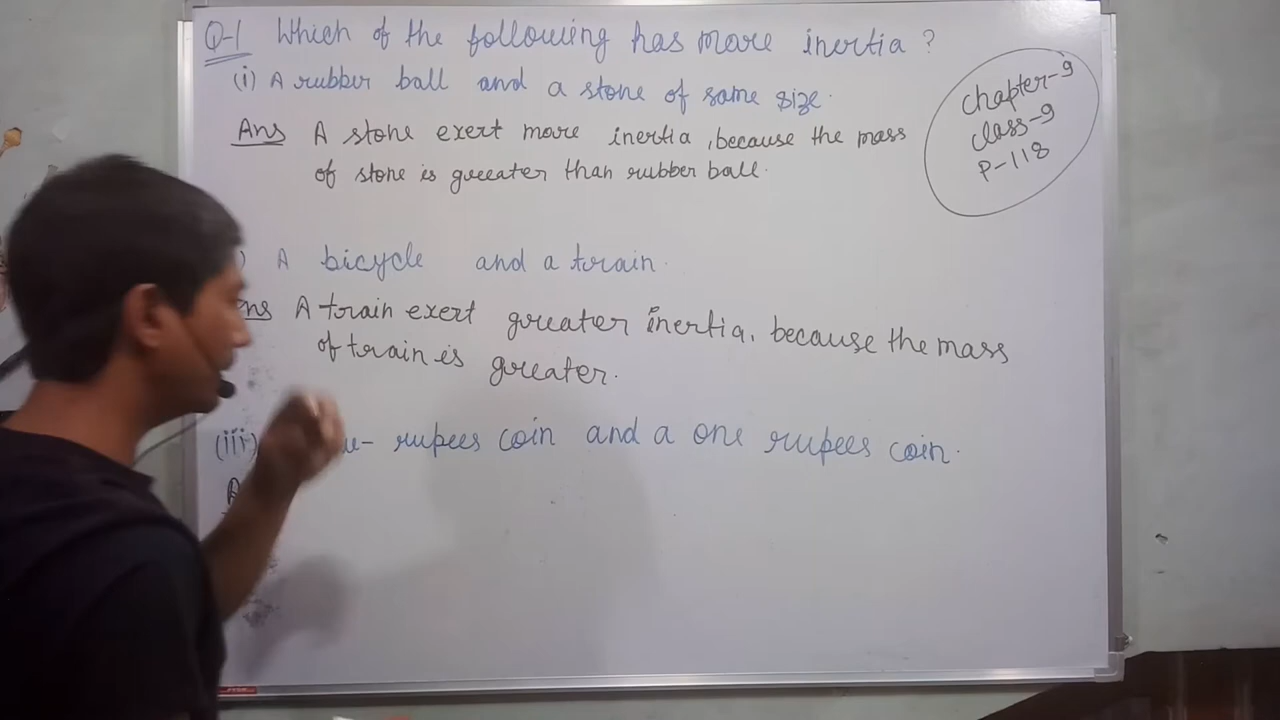 Q-1 Which of the following has more inertia ?
(i) A rubber ball and a stone of same size.
Ans A stone exert more inertia, because the mass
of stone is greater than rubber ball.
chapter-9
class-9
P-118
) A bicycle and a train.
ns A train exert greater inertia, because the mass
of train is greater.
(iii) rupees coin and a one rupees coin.